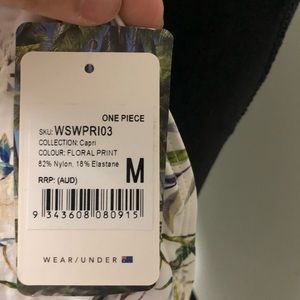 ONE PIECE
SKU: WSWPRI03
COLLECTION: Capri
COLOUR: FLORAL PRINT
82% Nylon, 18% Elastane
M
RRP: (AUD)
9 343608 080915
WEAR/UNDER